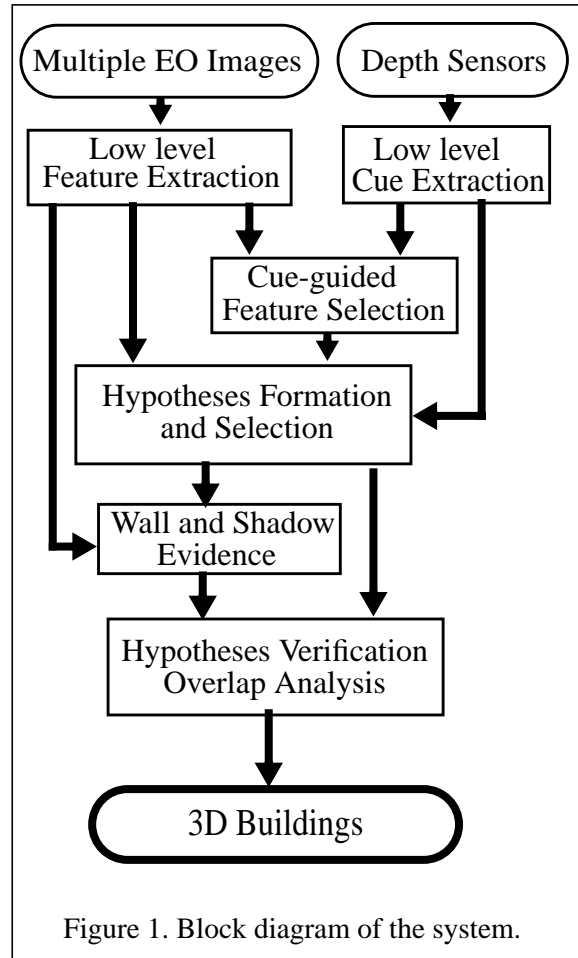 Multiple EO Images
Depth Sensors
Low level
Feature Extraction
Low level
Cue Extraction
Cue-guided
Feature Selection
Hypotheses Formation
and Selection
Wall and Shadow
Evidence
Hypotheses Verification
Overlap Analysis
3D Buildings
Figure 1. Block diagram of the system.